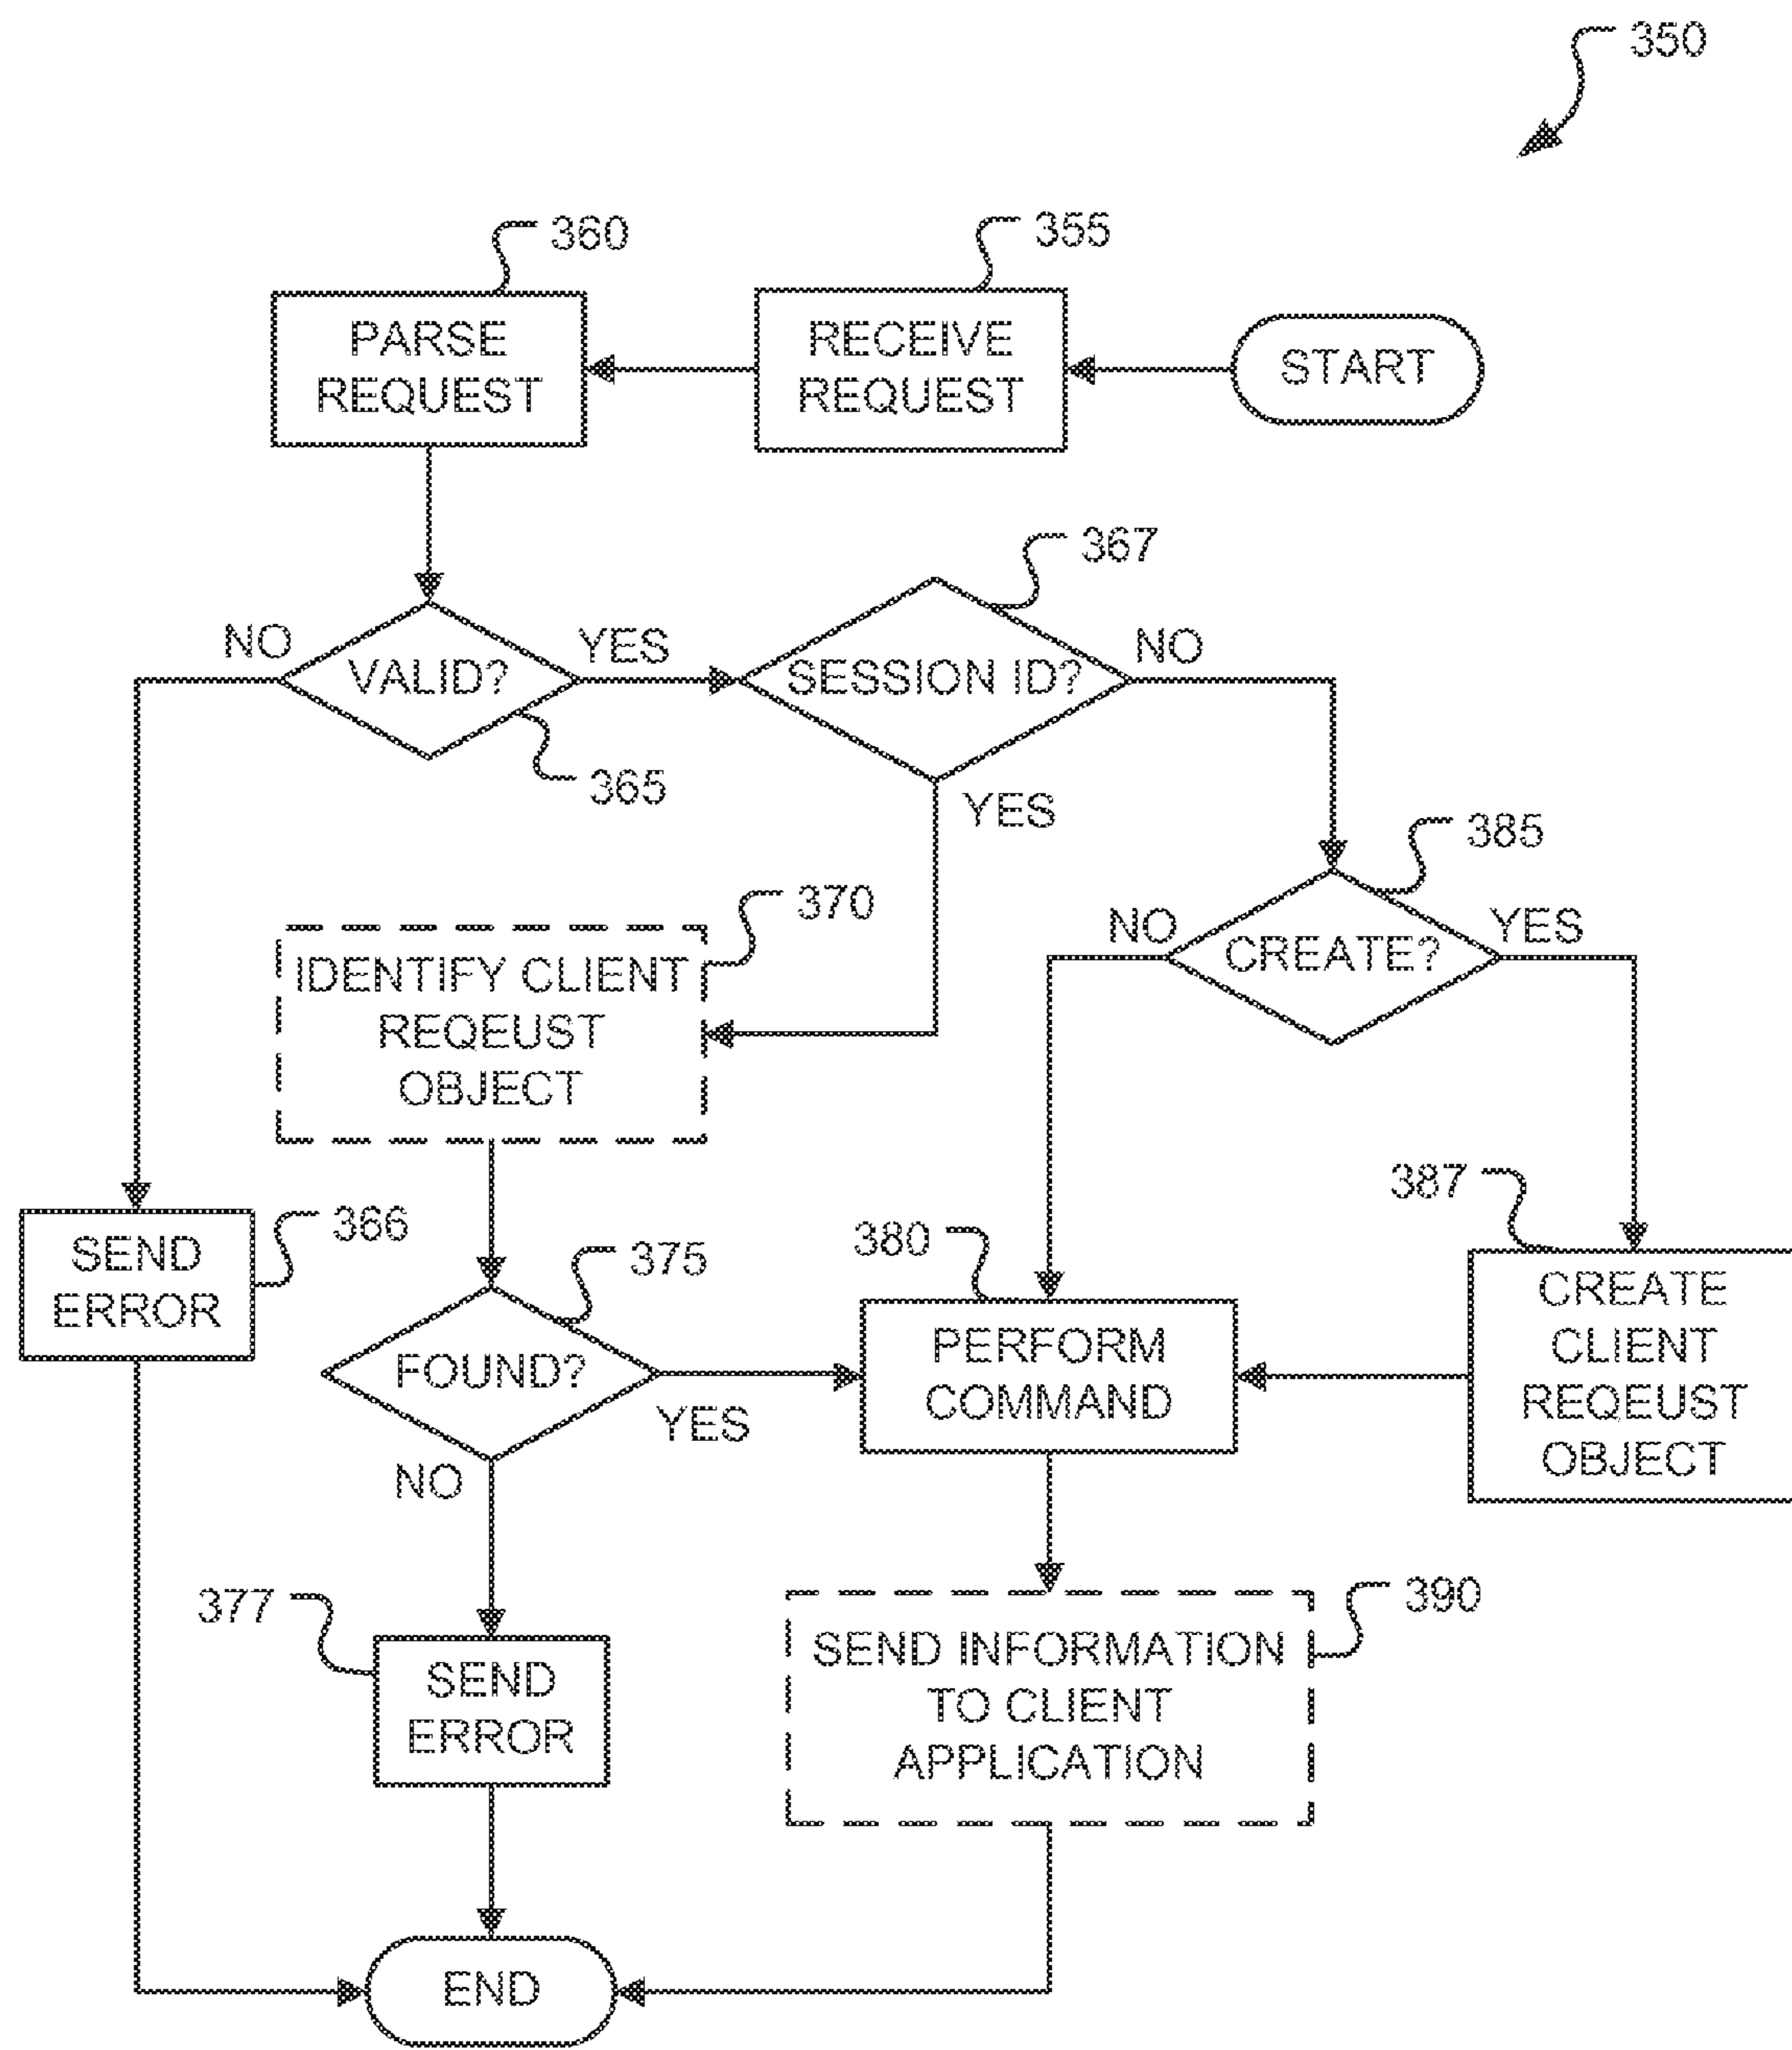 350
360
355
PARSE
REQUEST
RECEIVE
REQUEST
START
367
NO
VALID?
YES
SESSION ID?
NO
365
YES
385
370
NO
CREATE?
YES
IDENTIFY CLIENT
REQEUST
OBJECT
387
366
380
375
SEND
ERROR
FOUND?
YES
NO
PERFORM
COMMAND
CREATE
CLIENT
REQEUST
OBJECT
377
390
SEND
ERROR
SEND INFORMATION
TO CLIENT
APPLICATION
END